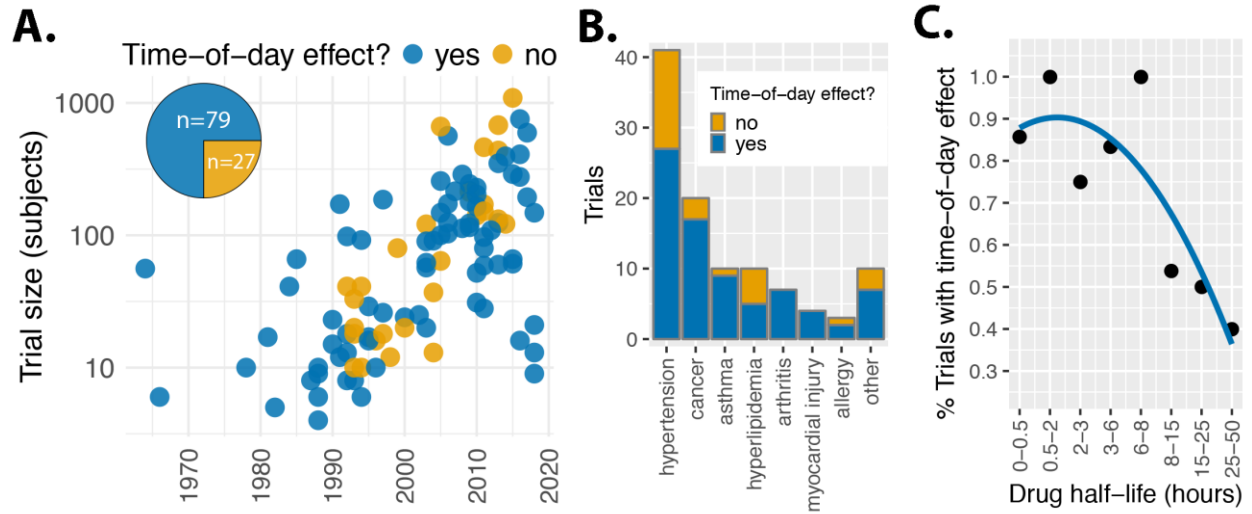 A.
Time-of-day effect? yes no
n=79
n=27
Trial size (subjects)
1000
100
10
1970
1980
1990
2000
2010
2020
B.
Trials
40
30
20
10
0
Time-of-day effect?
no
yes
hypertension
cancer
asthma
hyperlipidemia
arthritis
myocardial injury
allergy
other
C.
% Trials with time-of-day effect
1.0
0.9
0.8
0.7
0.6
0.5
0.4
0.3
0-0.5
0.5-2
2-3
3-6
6-8
8-15
15-25
25-50
Drug half-life (hours)